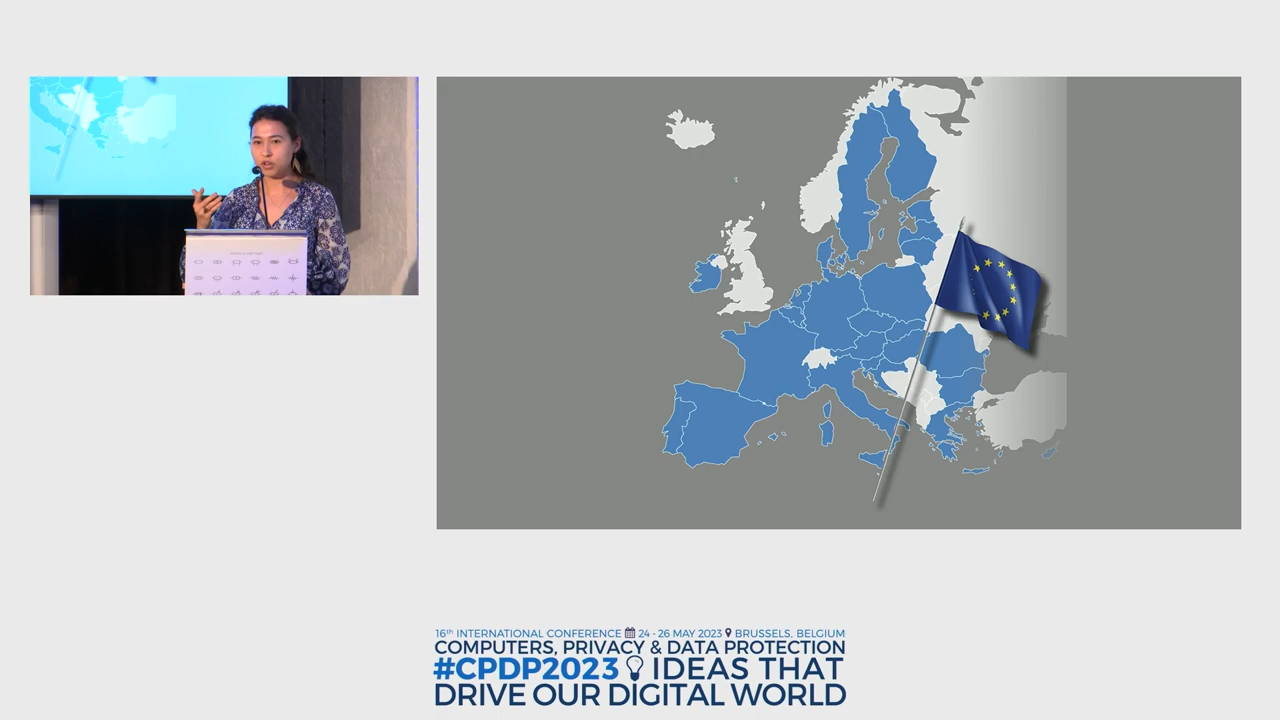 16th INTERNATIONAL CONFERENCE 24 - 26 MAY 2023 BRUSSELS, BELGIUM
COMPUTERS, PRIVACY & DATA PROTECTION
#CPDP2023 IDEAS THAT
DRIVE OUR DIGITAL WORLD